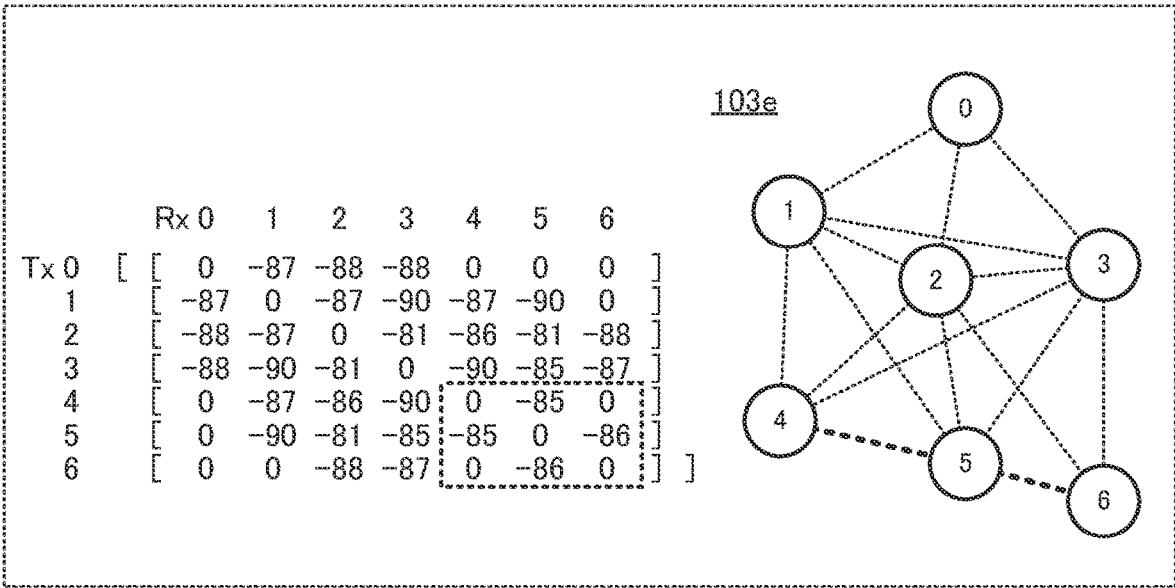 103e
Rx 0 1 2 3 4 5 6
Tx 0 [ [ 0 -87 -88 -88 0 0 0 ]
1 [ -87 0 -87 -90 -87 -90 0 ]
2 [ -88 -87 0 -81 -86 -81 -88 ]
3 [ -88 -90 -81 0 -90 -85 -87 ]
4 [ 0 -87 -86 -90 0 -85 0 ]
5 [ 0 -90 -81 -85 -85 0 -86 ]
6 [ 0 0 -88 -87 0 -86 0 ] ]
0
1
2
3
4
5
6